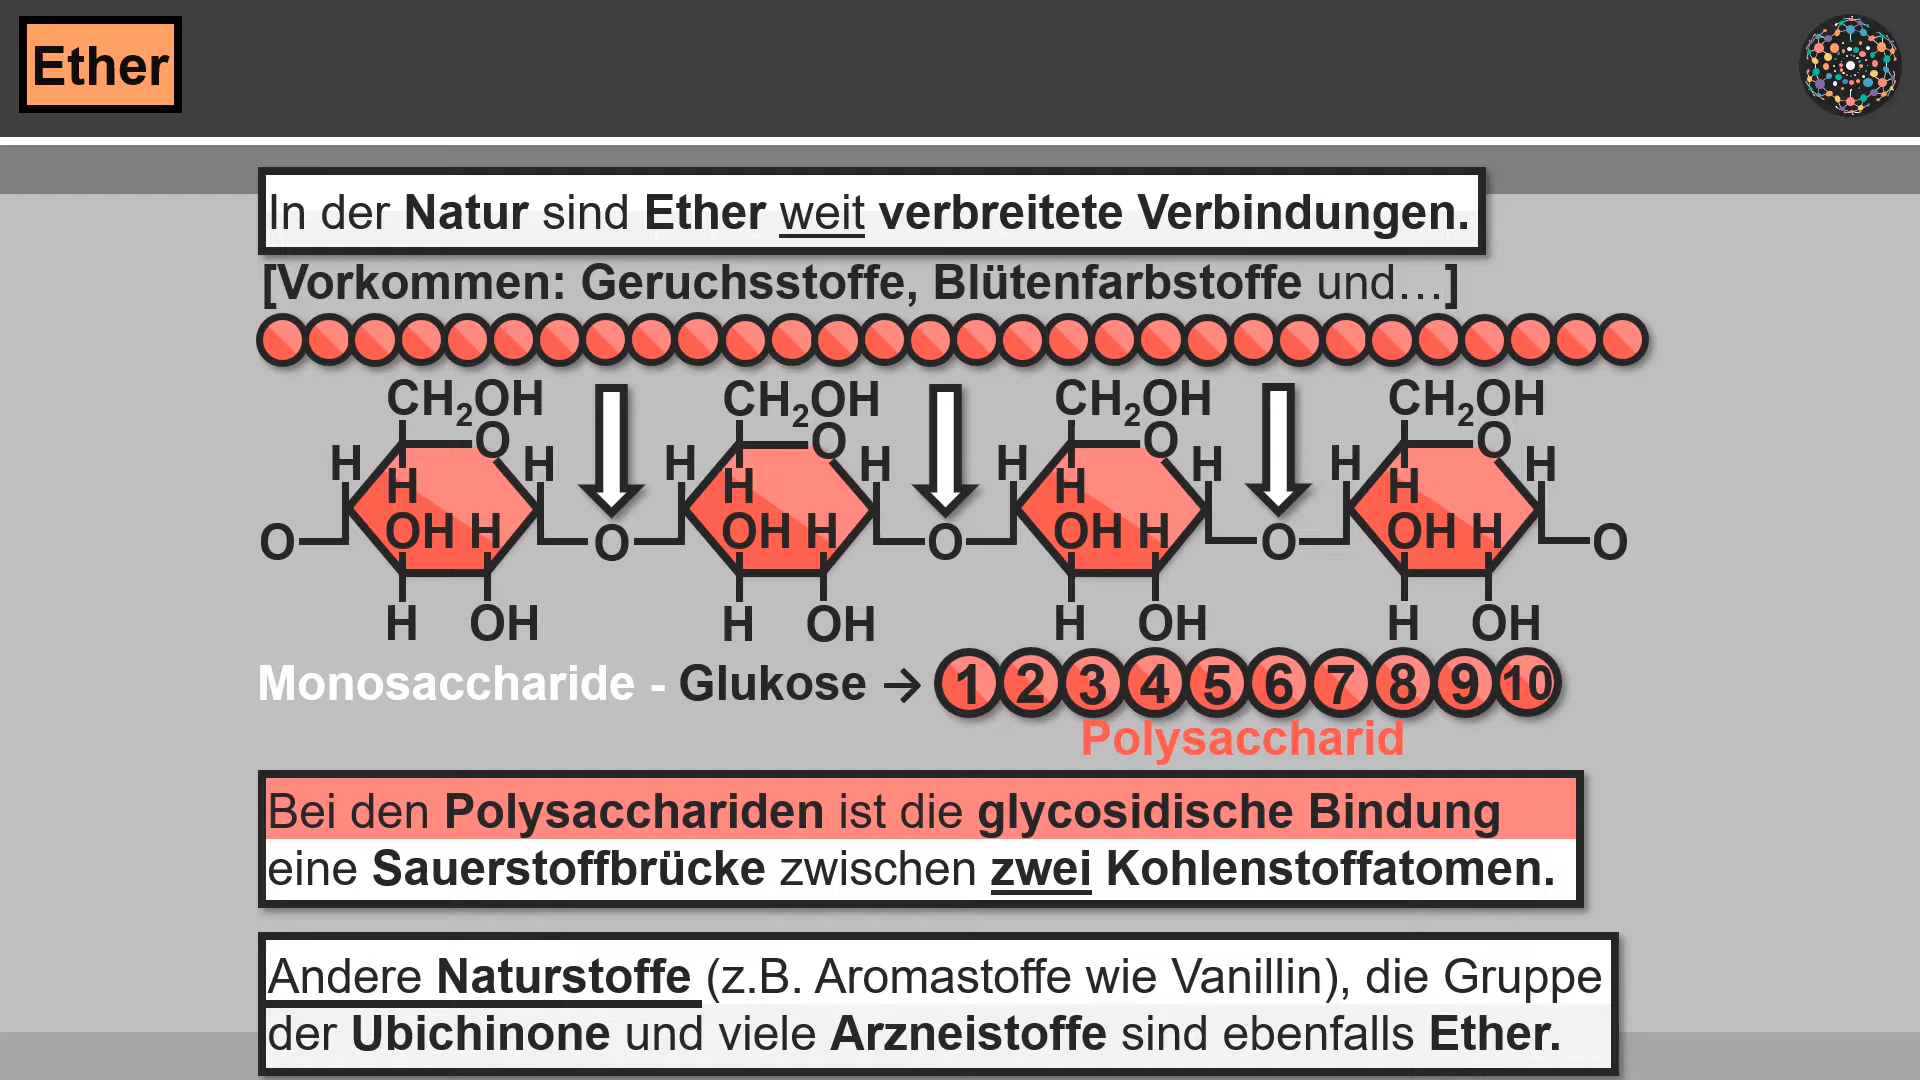 Ether
In der Natur sind Ether weit verbreitete Verbindungen.
[Vorkommen: Geruchsstoffe, Blütenfarbstoffe und…]
CH₂OH CH₂OH CH₂OH CH₂OH
O O O O
H H H H H H H H
H H H H
OH H OH H OH H OH H
O O O O O
H OH H OH H OH H OH
Monosaccharide - Glukose → 1 2 3 4 5 6 7 8 9 10
Polysaccharid
Bei den Polysacchariden ist die glycosidische Bindung
eine Sauerstoffbrücke zwischen zwei Kohlenstoffatomen.
Andere Naturstoffe (z.B. Aromastoffe wie Vanillin), die Gruppe
der Ubichinone und viele Arzneistoffe sind ebenfalls Ether.